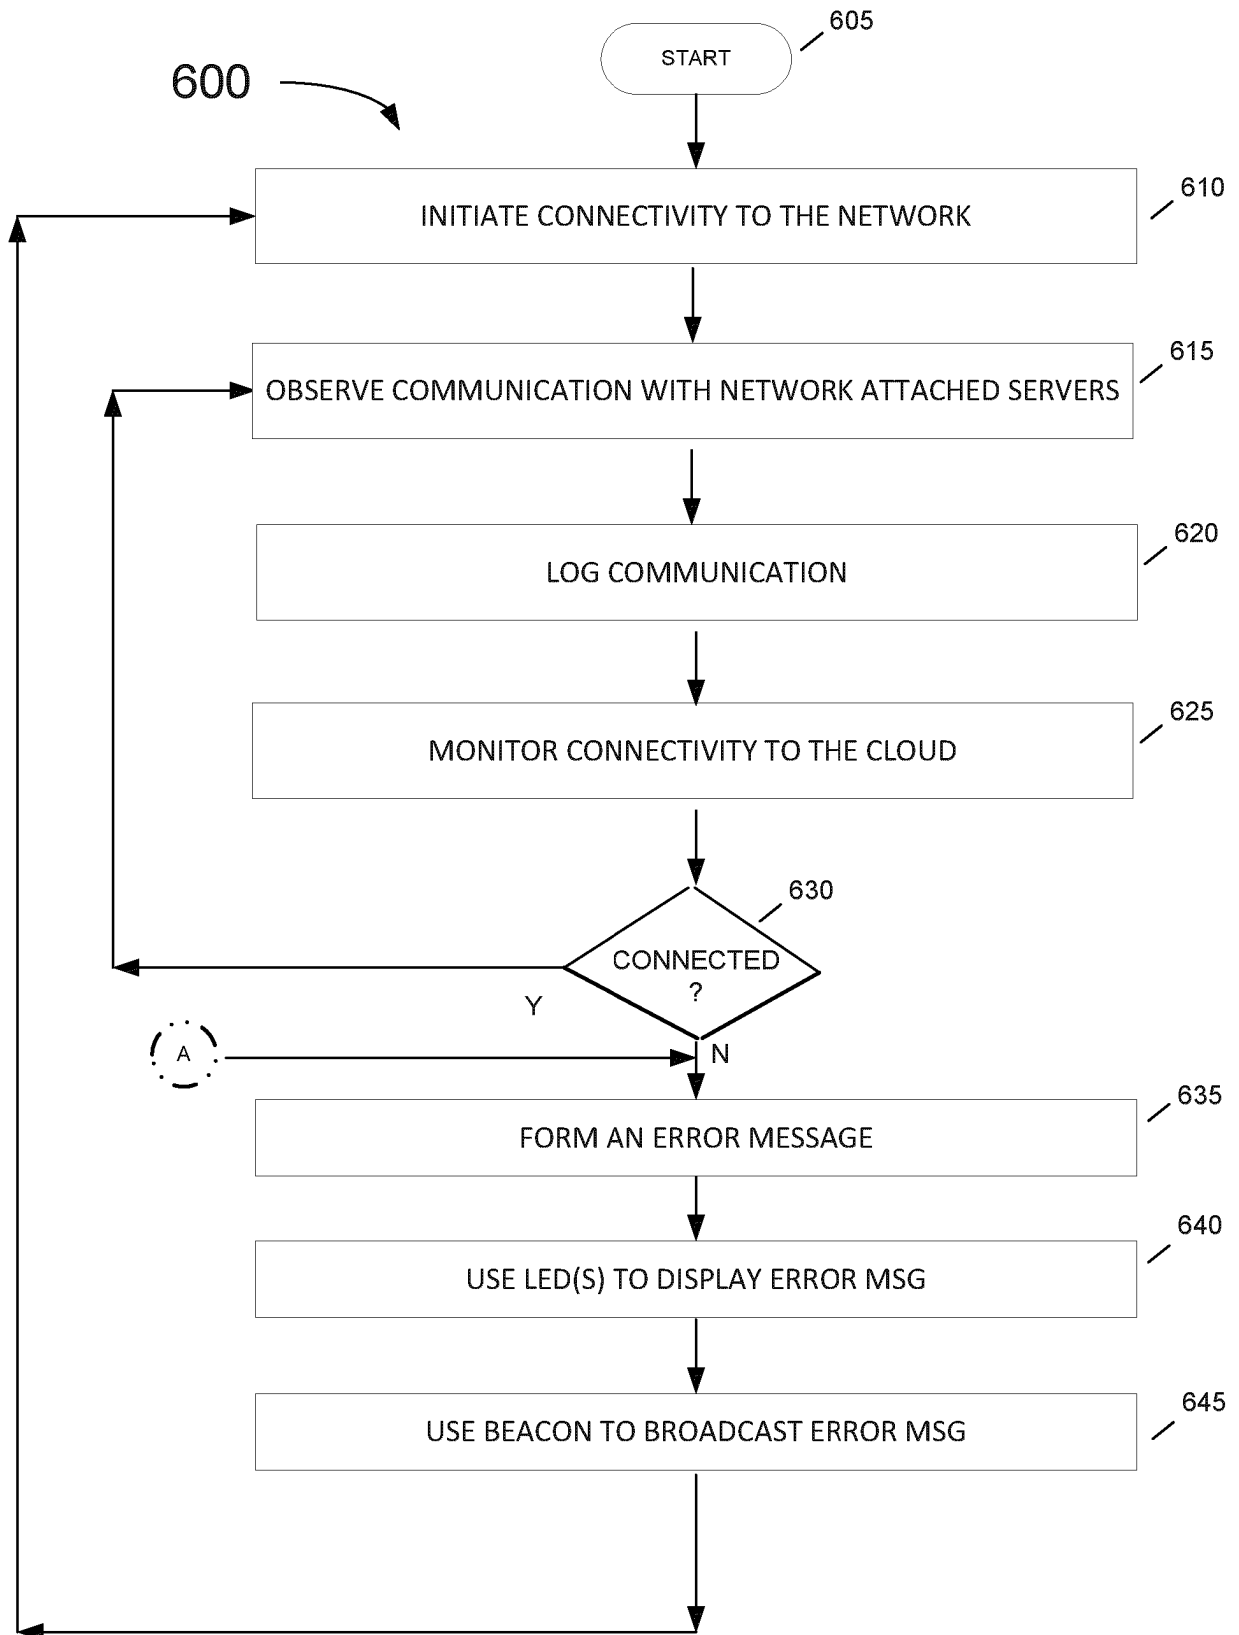 605
START
600
610
INITIATE CONNECTIVITY TO THE NETWORK
615
OBSERVE COMMUNICATION WITH NETWORK ATTACHED SERVERS
620
LOG COMMUNICATION
625
MONITOR CONNECTIVITY TO THE CLOUD
630
CONNECTED
?
Y
A
N
635
FORM AN ERROR MESSAGE
640
USE LED(S) TO DISPLAY ERROR MSG
645
USE BEACON TO BROADCAST ERROR MSG